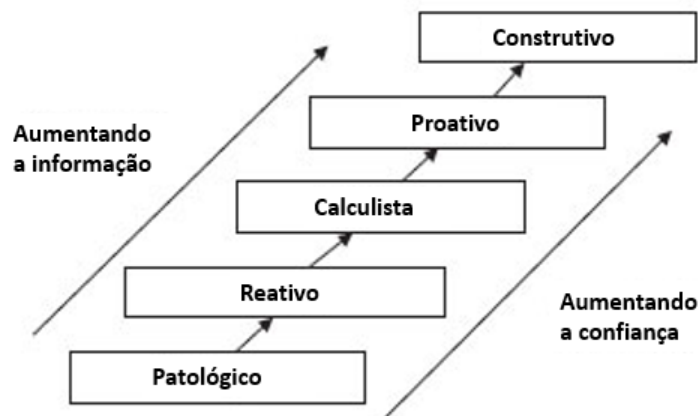 Construtivo
Aumentando
a informação
Proativo
Calculista
Reativo
Aumentando
a confiança
Patológico